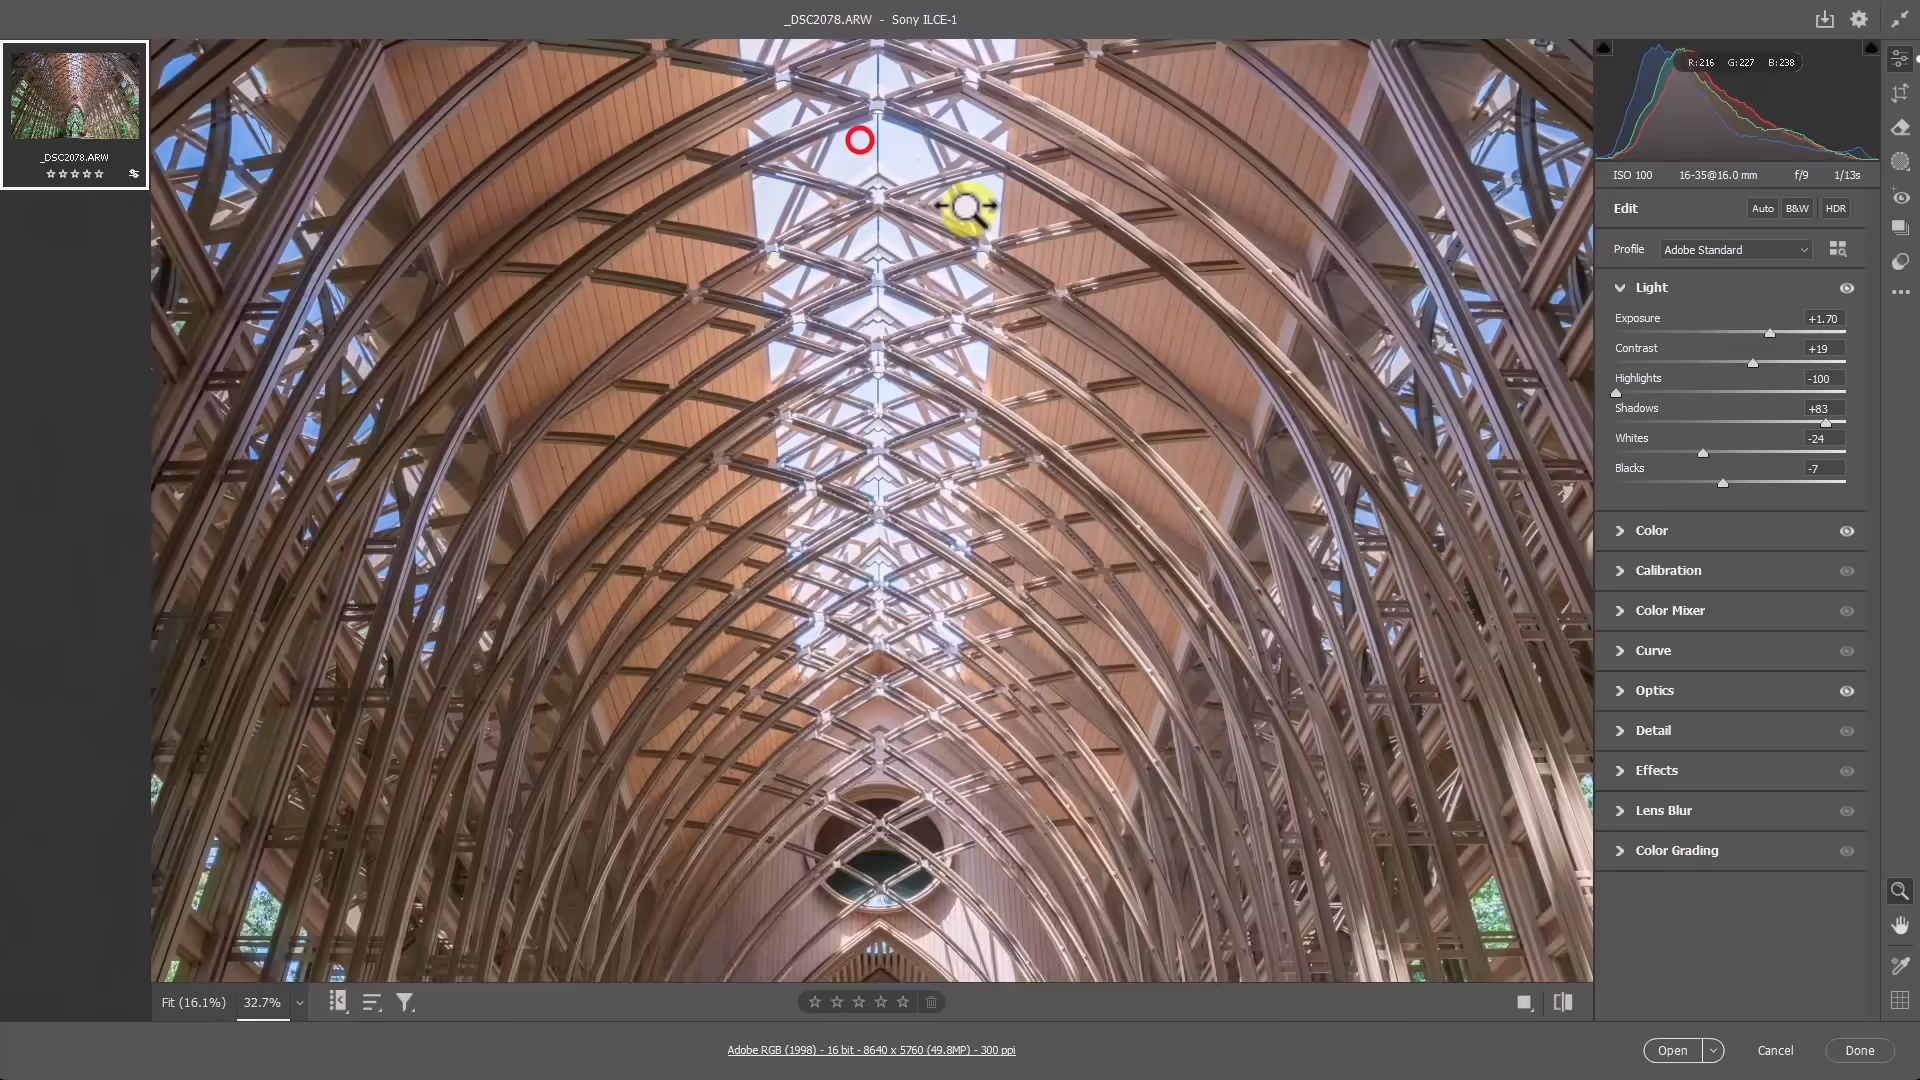 _DSC2078.ARW - Sony ILCE-1
_DSC2078.ARW
R:216 G:227 B:238
ISO 100 16-35@16.0 mm f/9 1/13s
Edit Auto B&W HDR
Profile Adobe Standard
Light
Exposure +1.70
Contrast +19
Highlights -100
Shadows +83
Whites -24
Blacks -7
Color
Calibration
Color Mixer
Curve
Optics
Detail
Effects
Lens Blur
Color Grading
Fit (16.1%) 32.7%
Adobe RGB (1998) - 16 bit - 8640 x 5760 (49.8MP) - 300 ppi
Open Cancel Done